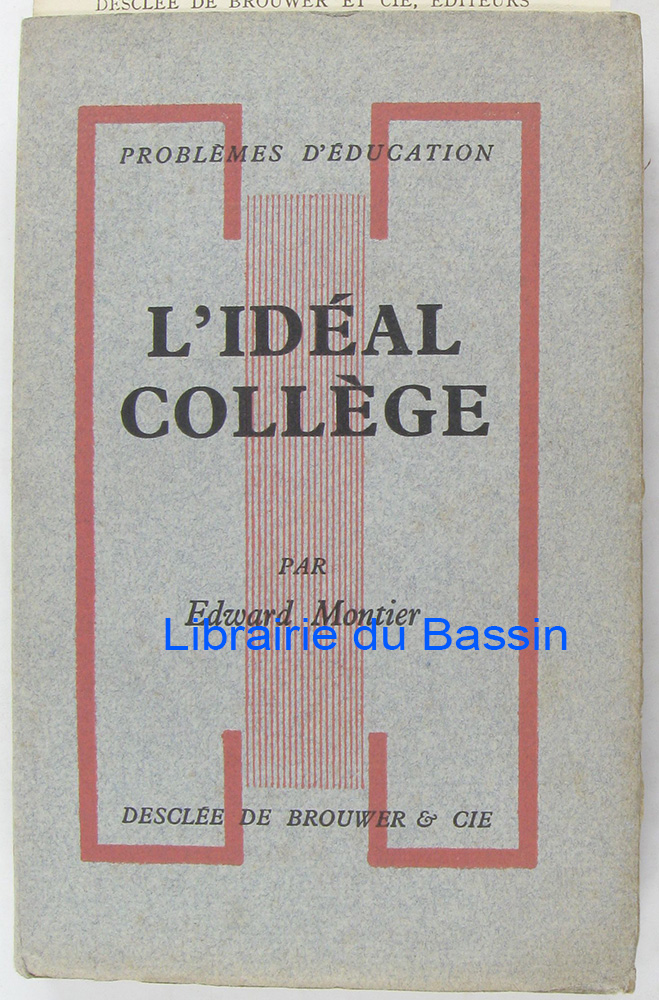 DESCLÉE DE BROUWER ET CIE, ÉDITEURS
PROBLÈMES D'ÉDUCATION
L'IDÉAL
COLLÈGE
PAR
Edward Montier
Librairie du Bassin
DESCLÉE DE BROUWER & CIE